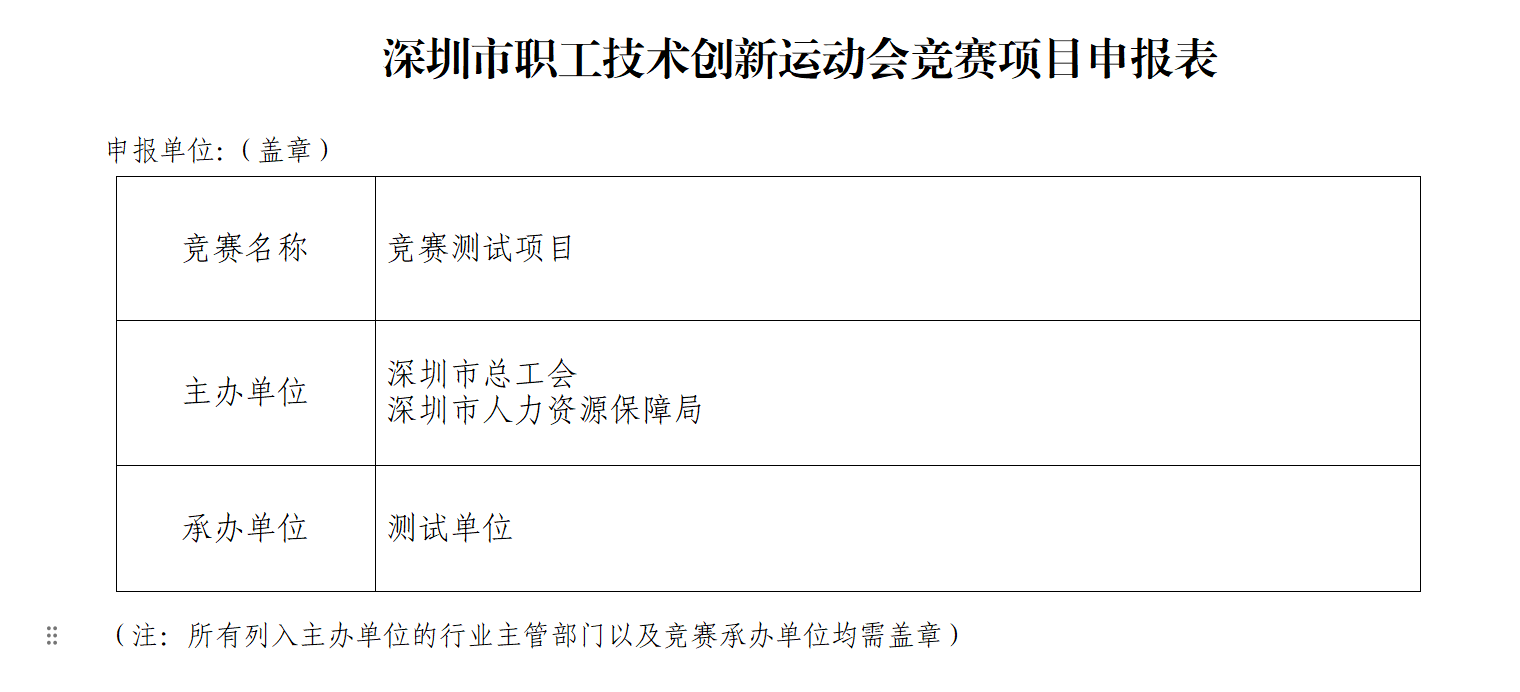 深圳市职工技术创新运动会竞赛项目申报表
申报单位:（盖章）
竞赛名称
竞赛测试项目
主办单位
深圳市总工会
深圳市人力资源保障局
承办单位
测试单位
（注：所有列入主办单位的行业主管部门以及竞赛承办单位均需盖章）